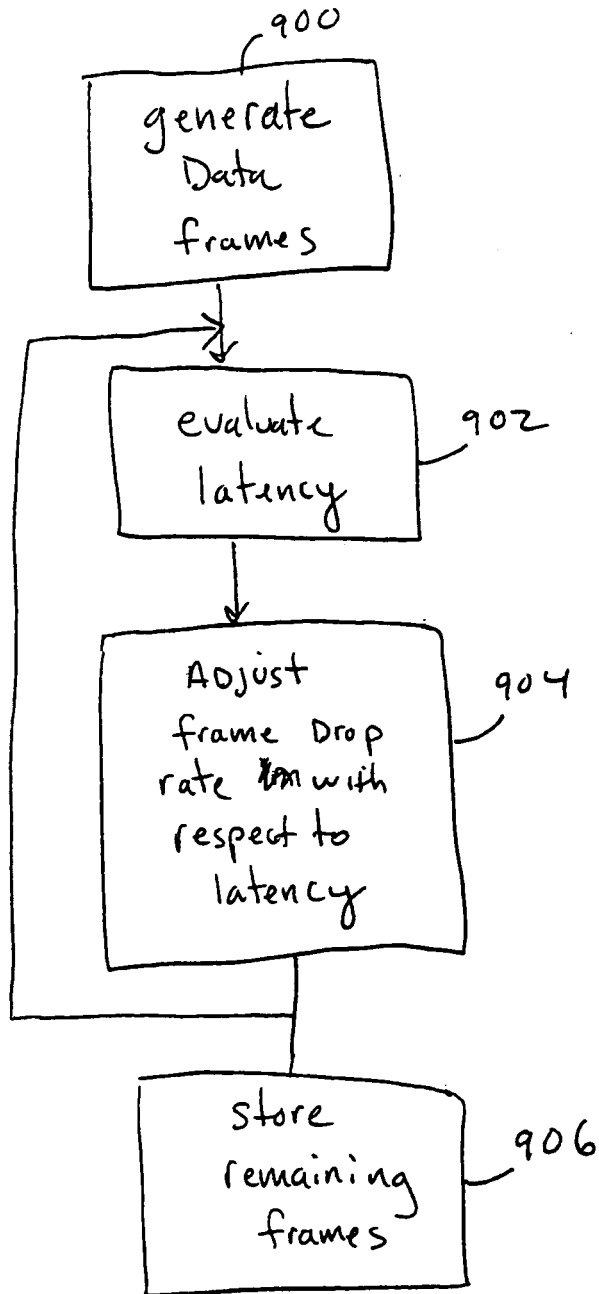 900
generate
Data
frames
evaluate
latency
902
ADjust
frame Drop
rate with
respect to
latency
904
store
remaining
frames
906